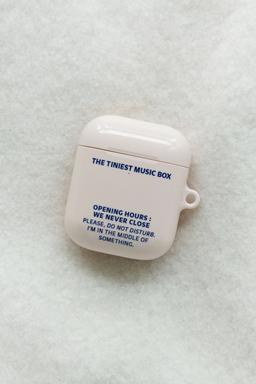 THE TINIEST MUSIC BOX
OPENING HOURS :
WE NEVER CLOSE
PLEASE, DO NOT DISTURB.
I'M IN THE MIDDLE OF
SOMETHING.